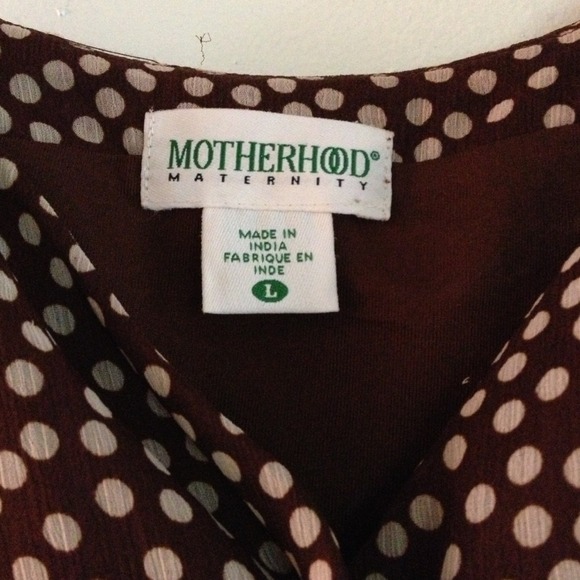 MOTHERHOOD®
MATERNITY
MADE IN
INDIA
FABRIQUE EN
INDE
L